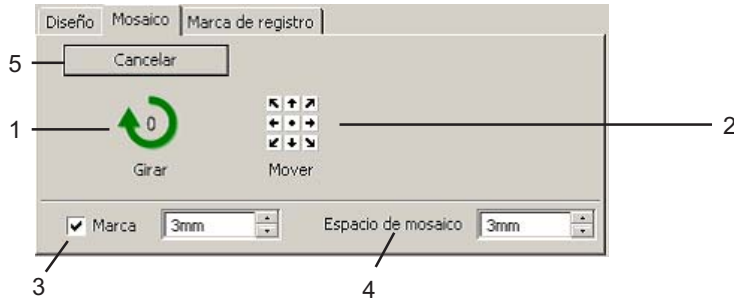 Diseño Mosaico Marca de registro
5 Cancelar
1 0 2
Girar Mover
Marca 3mm Espacio de mosaico 3mm
3 4